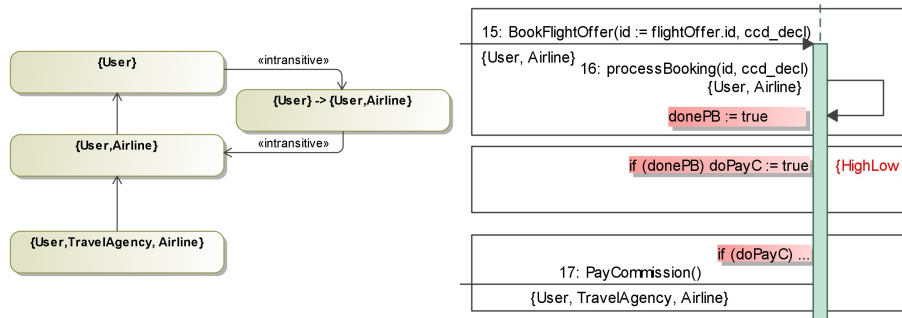 {User}
«intransitive»
{User} -> {User,Airline}
«intransitive»
{User,Airline}
{User,TravelAgency, Airline}
15: BookFlightOffer(id := flightOffer.id, ccd_decl)
{User, Airline}
16: processBooking(id, ccd_decl)
{User, Airline}
donePB := true
if (donePB) doPayC := true
{HighLow
if (doPayC) ...
17: PayCommission()
{User, TravelAgency, Airline}